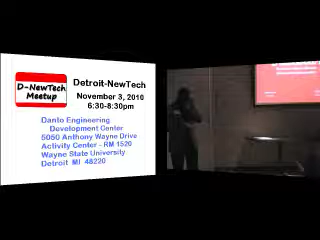 D-NewTech
Meetup
Detroit-NewTech
November 3, 2010
6:30-8:30pm
Danto Engineering
Development Center
5050 Anthony Wayne Drive
Activity Center - RM 1520
Wayne State University
Detroit MI 48220